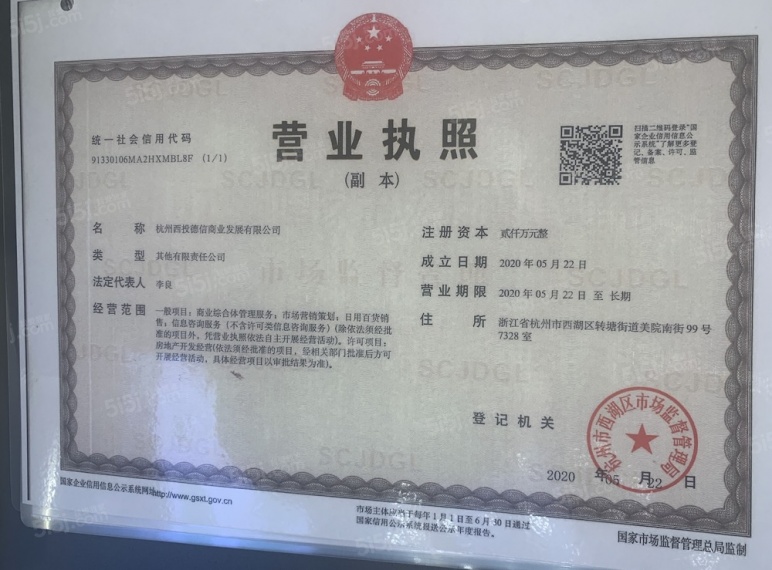 统一社会信用代码
91330106MA2HXMBL8F (1/1)
营业执照
(副本)
扫描二维码登录“国
家企业信用信息公
示系统”了解更多登
记、备案、许可、监
管信息
名称 杭州西投德信商业发展有限公司
类型 其他有限责任公司
法定代表人 李良
经营范围 一般项目：商业综合体管理服务；市场营销策划；日用百货销
售；信息咨询服务（不含许可类信息咨询服务）(除依法须经批
准的项目外，凭营业执照依法自主开展经营活动)。许可项目：
房地产开发经营(依法须经批准的项目，经相关部门批准后方可
开展经营活动，具体经营项目以审批结果为准)。
注册资本 贰仟万元整
成立日期 2020年05月22日
营业期限 2020年05月22日至长期
住所 浙江省杭州市西湖区转塘街道美院南街99号
7328室
登记机关
杭州市西湖区市场监督管理局
2020 年05 月22 日
国家企业信用信息公示系统网址http://www.gsxt.gov.cn
市场主体应当于每年1月1日至6月30日通过
国家信用公示系统报送公示年度报告。
国家市场监督管理总局监制
SCJDGL
市场监督
5i5j.com